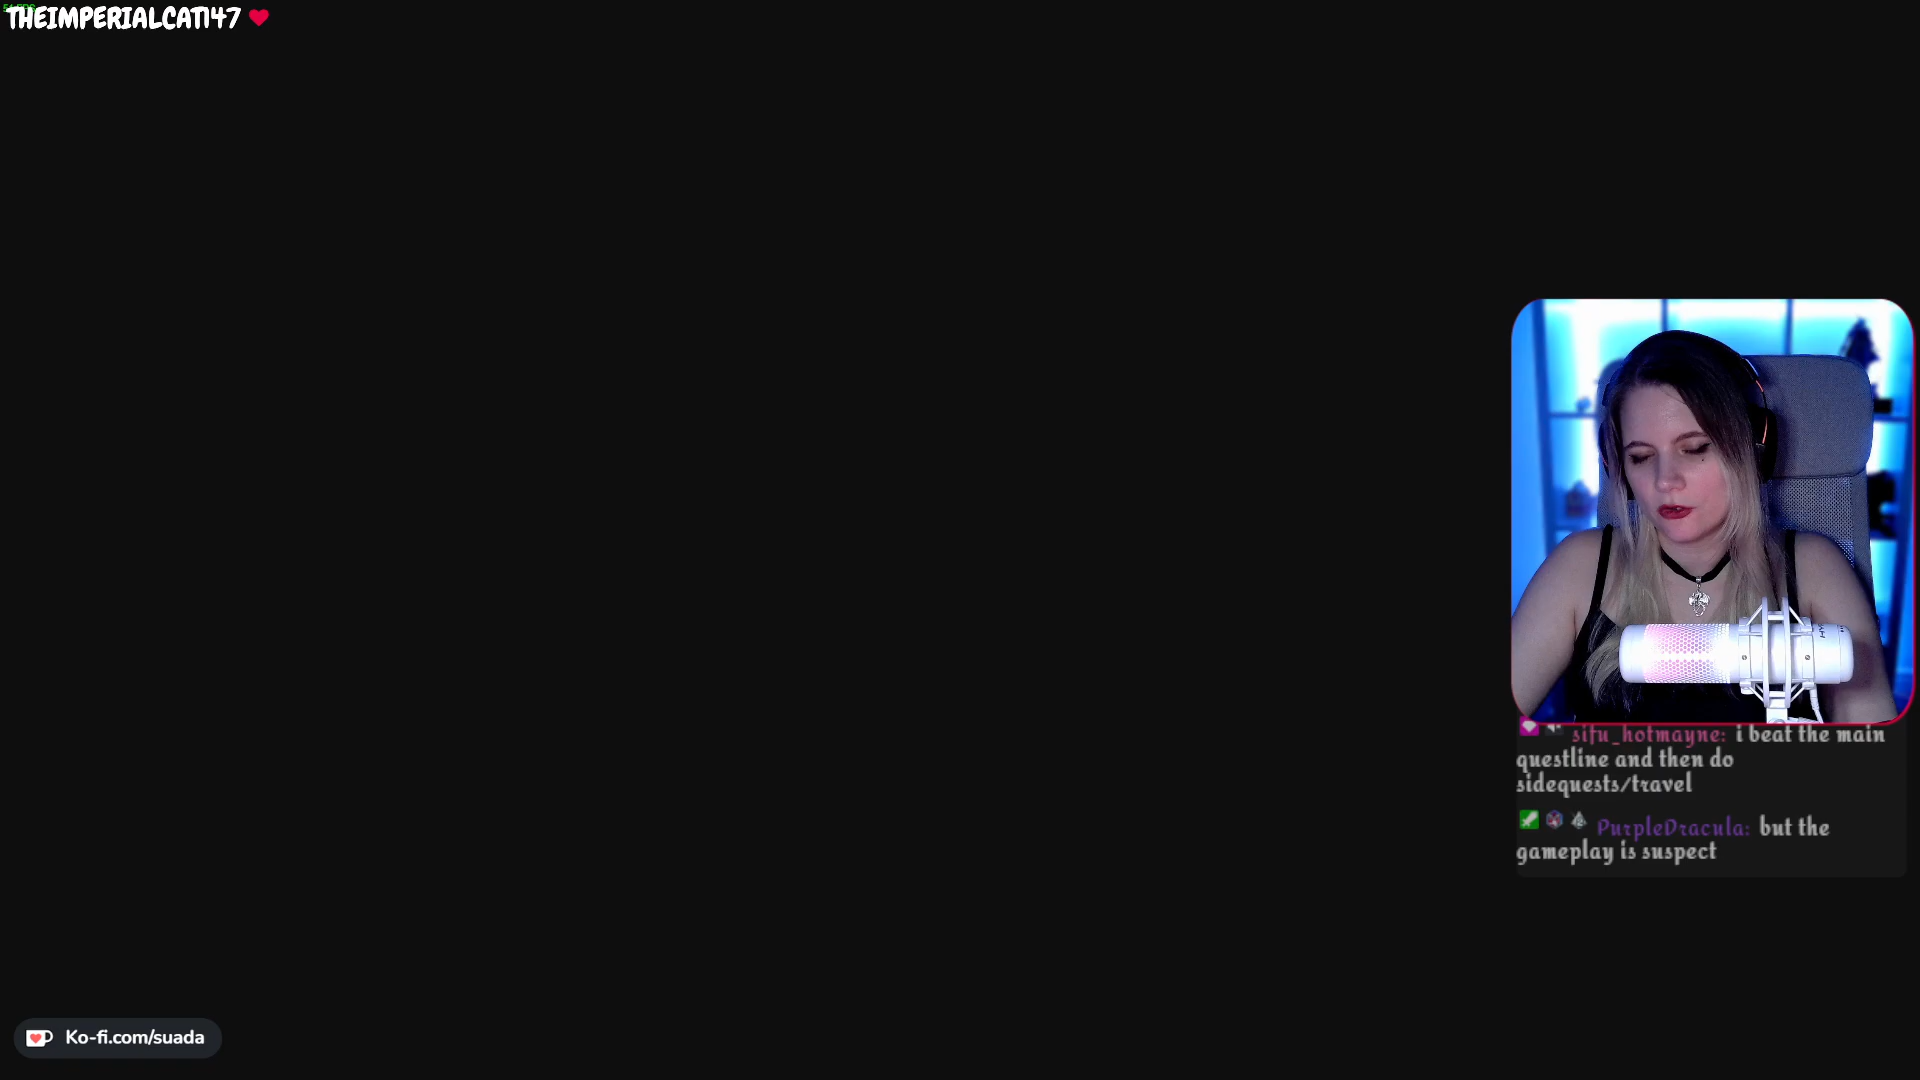 THEIMPERIALCAT147
sifu_hotmayne: i beat the main
questline and then do
sidequests/travel
PurpleDracula: but the
gameplay is suspect
Ko-fi.com/suada